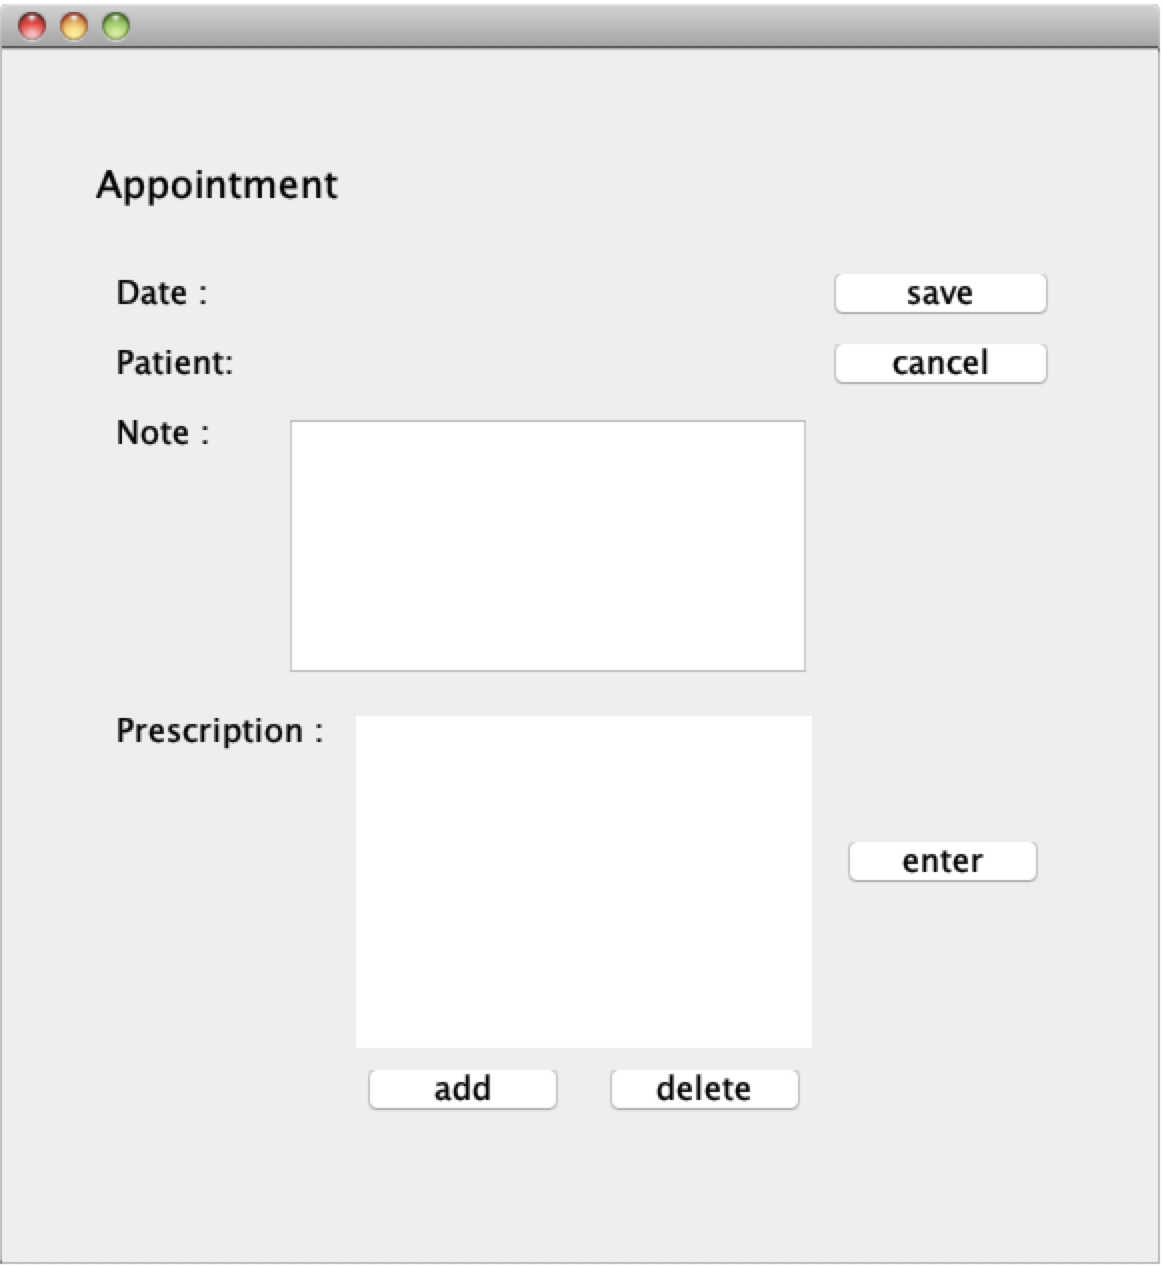 Appointment
Date :
save
Patient:
cancel
Note :
Prescription :
enter
add
delete